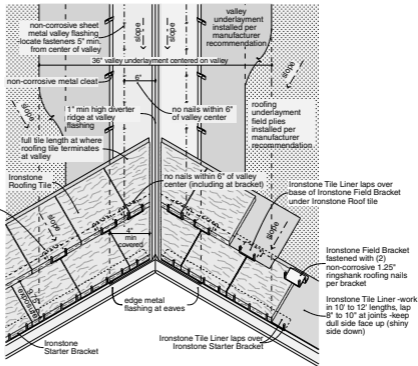 non-corrosive sheet
metal valley flashing
-locate fasteners 5" min.
from center of valley
valley
underlayment
installed per
manufacturer
recommendation
slope
slope
36" valley underlayment centered on valley
slope
non-corrosive metal cleat
8"
1" min high diverter
ridge at valley
flashing
no nails within 6"
of valley center
roofing
underlayment
field plies
installed per
manufacturer
recommendation
slope
full tile length at where
roofing tile terminates
at valley
Ironstone
Roofing Tile
no nails within 6" of valley
center (including at bracket)
Ironstone Tile Liner laps over
base of Ironstone Field Bracket
under Ironstone Roof tile
slope
4"
min
covered
Ironstone Field Bracket
fastened with (2)
non-corrosive 1.25"
ringshank roofing nails
per bracket
exposure
edge metal
flashing at eaves
Ironstone Tile Liner -work
in 10' to 12' lengths, lap
8" to 10" at joints -keep
dull side face up (shiny
side down)
Ironstone
Starter Bracket
Ironstone Tile Liner laps over
Ironstone Starter Bracket